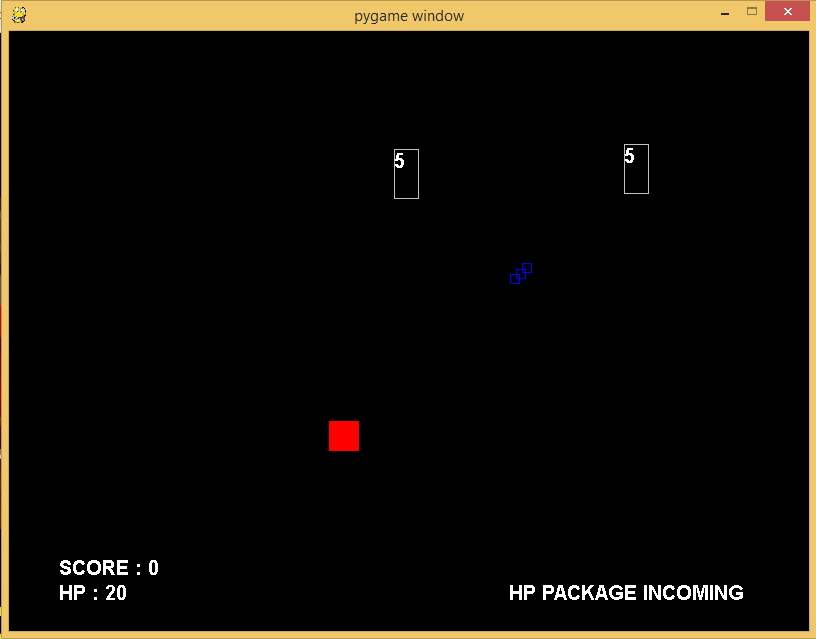 pygame window
5
5
SCORE : 0
HP : 20
HP PACKAGE INCOMING